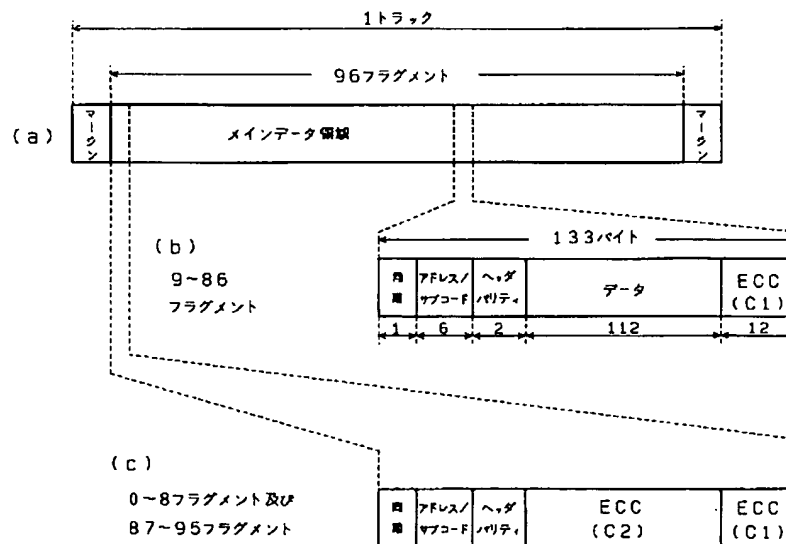 1トラック
96フラグメント
(a)
マージン
メインデータ領域
マージン
(b)
9~86
フラグメント
133バイト
同期
アドレス/
サブコード
ヘッダ
パリティ
データ
ECC
(C1)
1
6
2
112
12
(c)
0~8フラグメント及び
87~95フラグメント
同期
アドレス/
サブコード
ヘッダ
パリティ
ECC
(C2)
ECC
(C1)